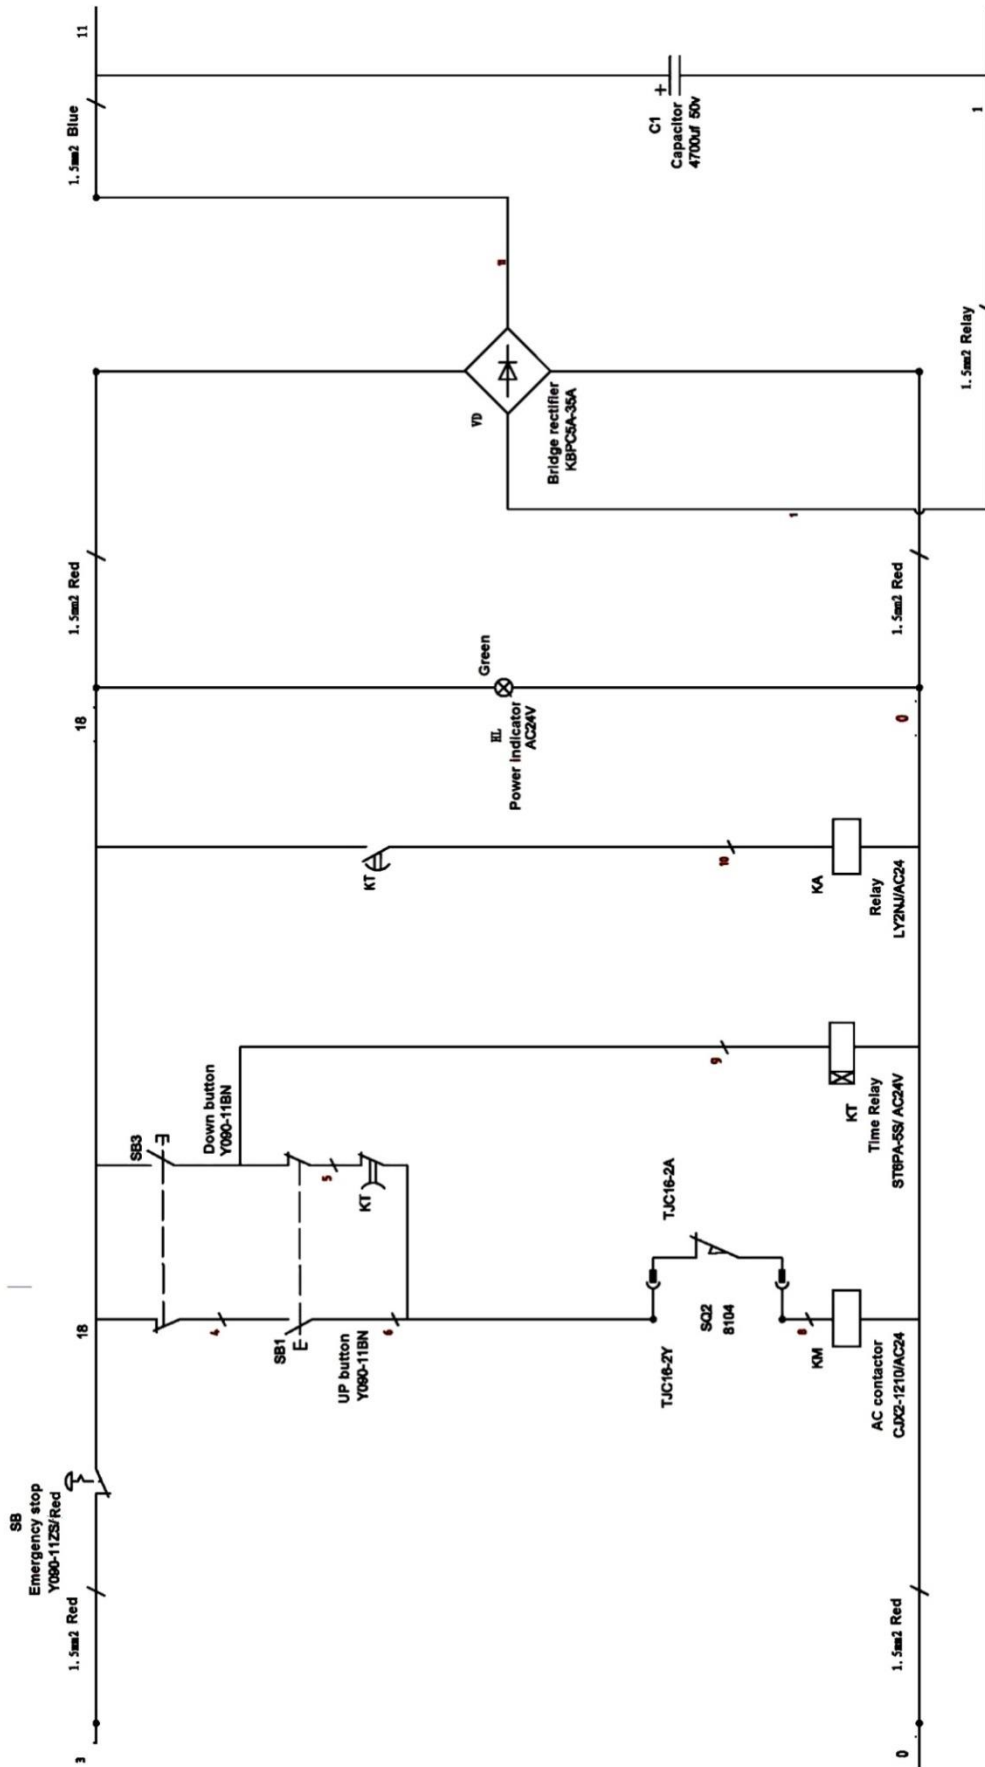 3
1.5mm2 Red
SB
Emergency stop
Y090-11ZS/Red
18
4
SB1
UP button
Y090-11BN
6
SB3
Down button
Y090-11BN
5
KT
TJC16-2Y
TJC16-2A
SQ2
8104
8
KM
AC contactor
CJX2-1210/AC24
9
KT
Time Relay
ST6PA-5S/AC24V
KT
10
KA
Relay
LY2NJ/AC24
18
HL
Green
Power indicator
AC24V
0
1.5mm2 Red
0
1.5mm2 Red
1.5mm2 Red
VD
Bridge rectifier
KBPC5A-35A
11
1
1.5mm2 Blue
11
C1
+
Capacitor
4700uf 50v
1.5mm2 Relay
1